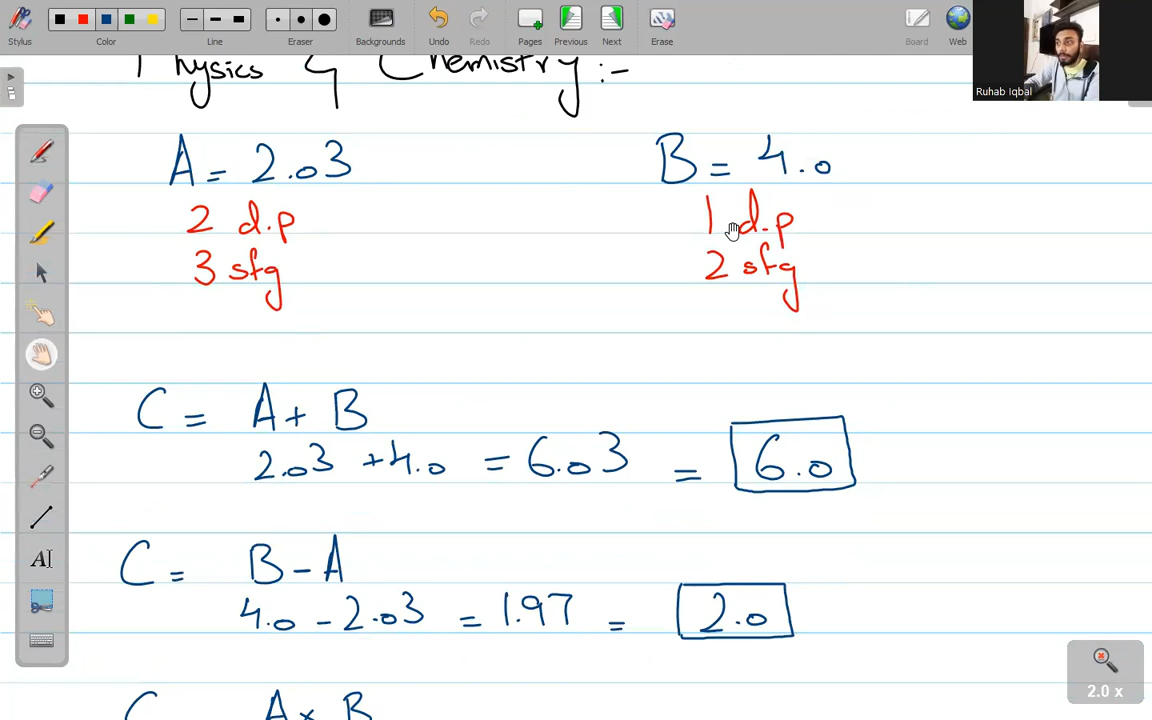 Stylus Color Line Eraser Backgrounds Undo Redo Pages Previous Next Erase Board Web
Ruhab Iqbal
Physics & Chemistry:-
A = 2.03 B = 4.0
2 d.p 1 d.p
3 sfg 2 sfg
C = A + B
2.03 + 4.0 = 6.03 = 6.0
C = B - A
4.0 - 2.03 = 1.97 = 2.0
C A x B
A
2.0 x